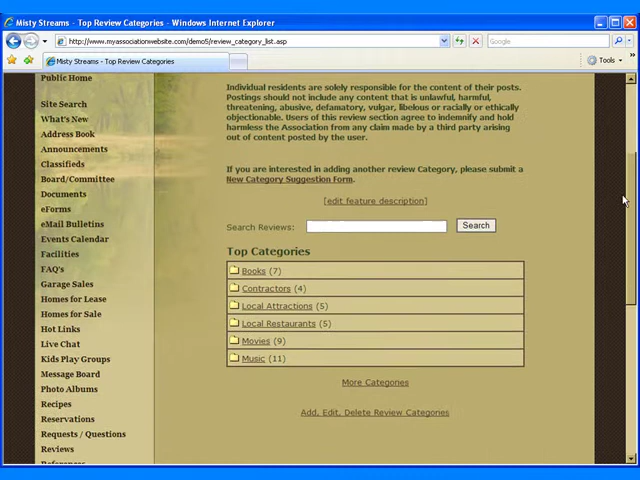 Misty Streams - Top Review Categories - Windows Internet Explorer
http://www.myassociationwebsite.com/demo5/review_category_list.asp
Google
Misty Streams - Top Review Categories
Tools
Public Home
Site Search
What's New
Address Book
Announcements
Classifieds
Board/Committee
Documents
eForms
eMail Bulletins
Events Calendar
Facilities
FAQ's
Garage Sales
Homes for Lease
Homes for Sale
Hot Links
Live Chat
Kids Play Groups
Message Board
Photo Albums
Recipes
Reservations
Requests / Questions
Reviews
References
Individual residents are solely responsible for the content of their posts.
Postings should not include any content that is unlawful, harmful,
threatening, abusive, defamatory, vulgar, libelous or racially or ethically
objectionable. Users of this review section agree to indemnify and hold
harmless the Association from any claim made by a third party arising
out of content posted by the user.
If you are interested in adding another review Category, please submit a
New Category Suggestion Form.
[edit feature description]
Search Reviews: Search
Top Categories
Books (7)
Contractors (4)
Local Attractions (5)
Local Restaurants (5)
Movies (9)
Music (11)
More Categories
Add, Edit, Delete Review Categories